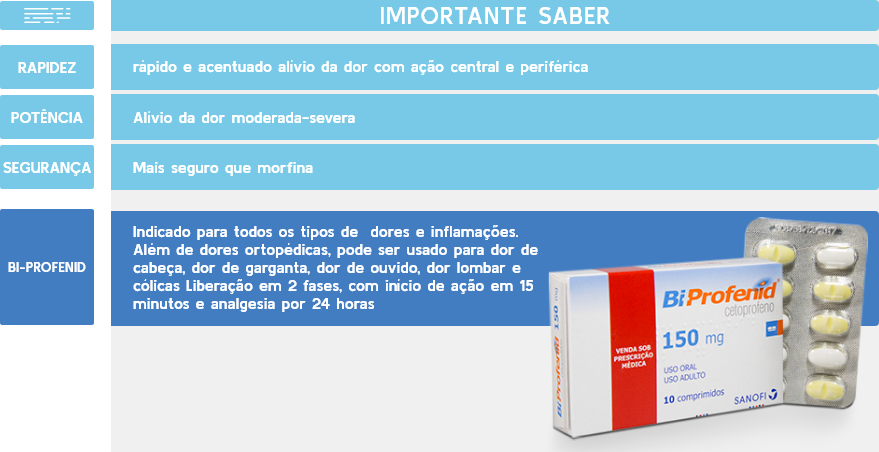 IMPORTANTE SABER
RAPIDEZ
rápido e acentuado alívio da dor com ação central e periférica
POTÊNCIA
Alívio da dor moderada-severa
SEGURANÇA
Mais seguro que morfina
BI-PROFENID
Indicado para todos os tipos de dores e inflamações.
Além de dores ortopédicas, pode ser usado para dor de
cabeça, dor de garganta, dor de ouvido, dor lombar e
cólicas Liberação em 2 fases, com início de ação em 15
minutos e analgesia por 24 horas
BiProfenid
cetoprofeno
150 mg
VENDA SOB
PRESCRIÇÃO
MÉDICA
USO ORAL
USO ADULTO
10 comprimidos
SANOFI
BiProfenid 150 mg